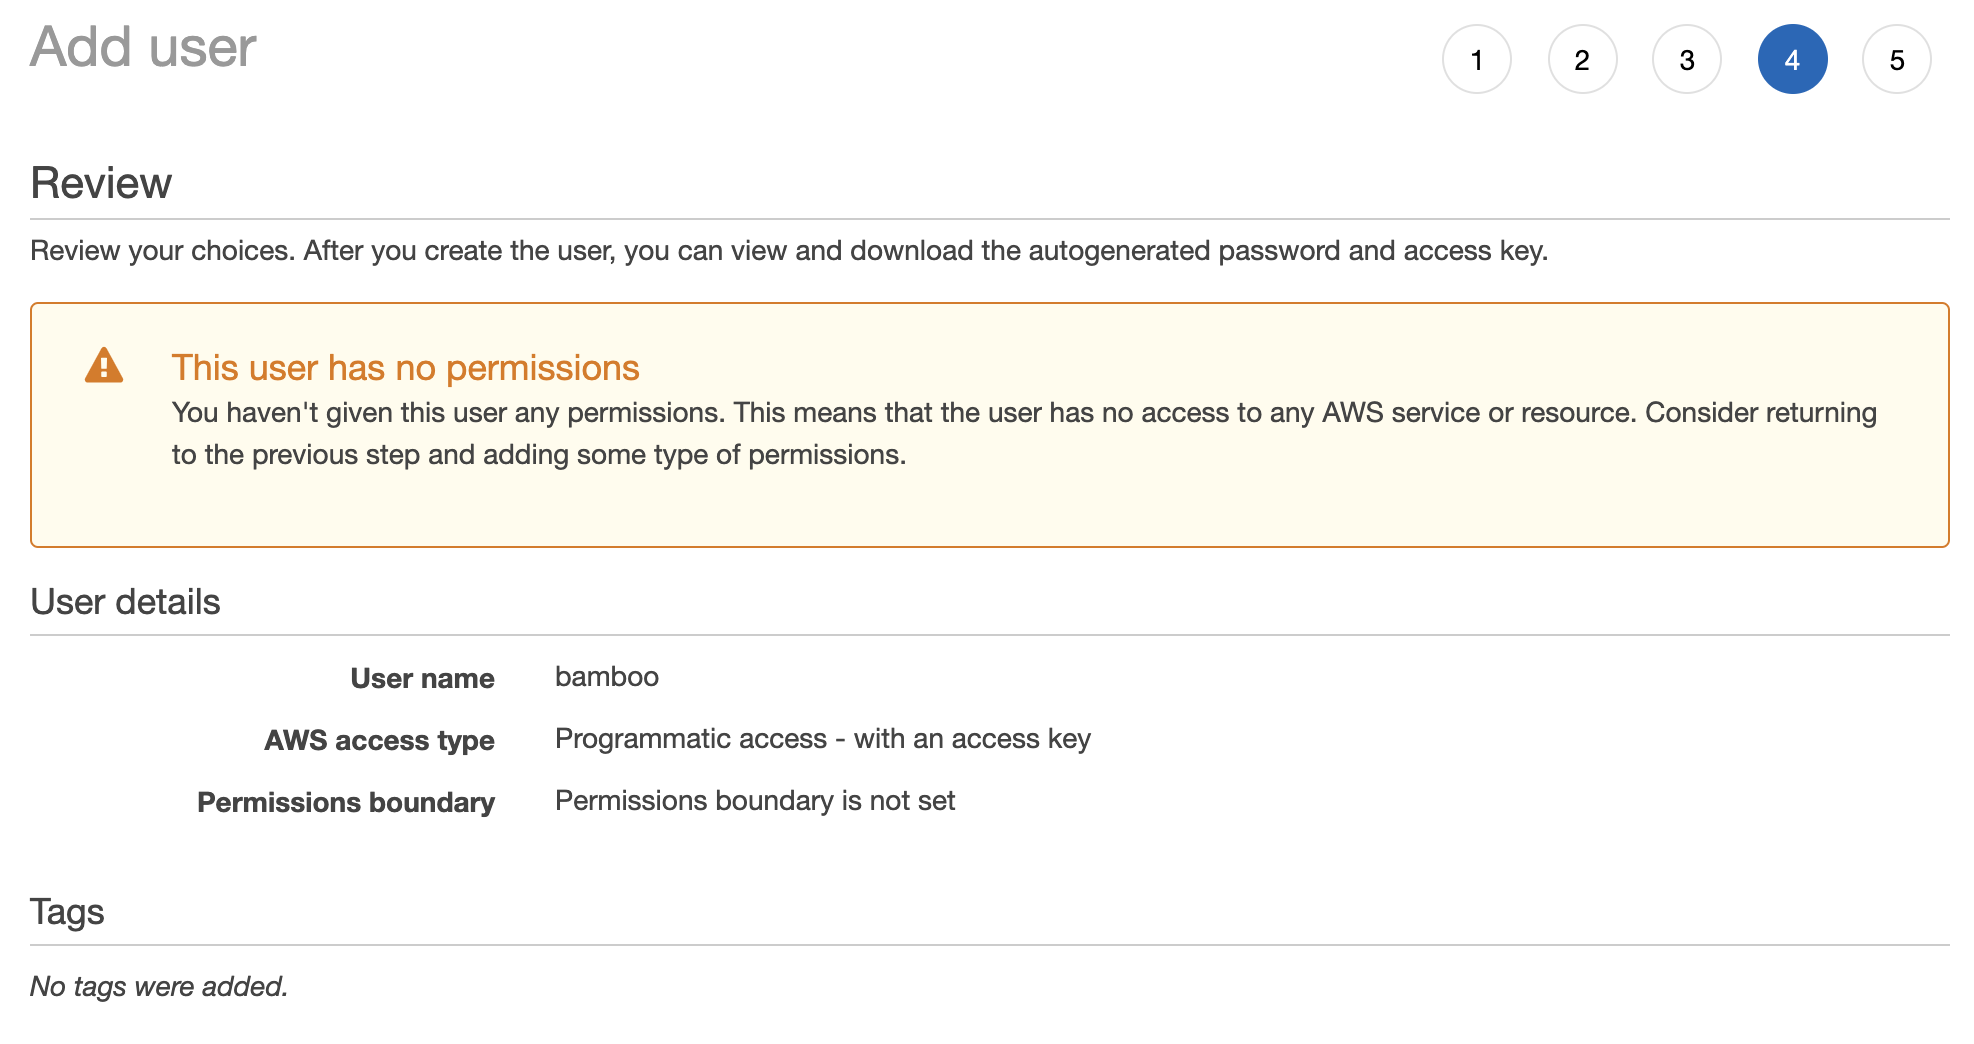 Add user
1 2 3 4 5
Review
Review your choices. After you create the user, you can view and download the autogenerated password and access key.
This user has no permissions
You haven't given this user any permissions. This means that the user has no access to any AWS service or resource. Consider returning
to the previous step and adding some type of permissions.
User details
User name bamboo
AWS access type Programmatic access - with an access key
Permissions boundary Permissions boundary is not set
Tags
No tags were added.